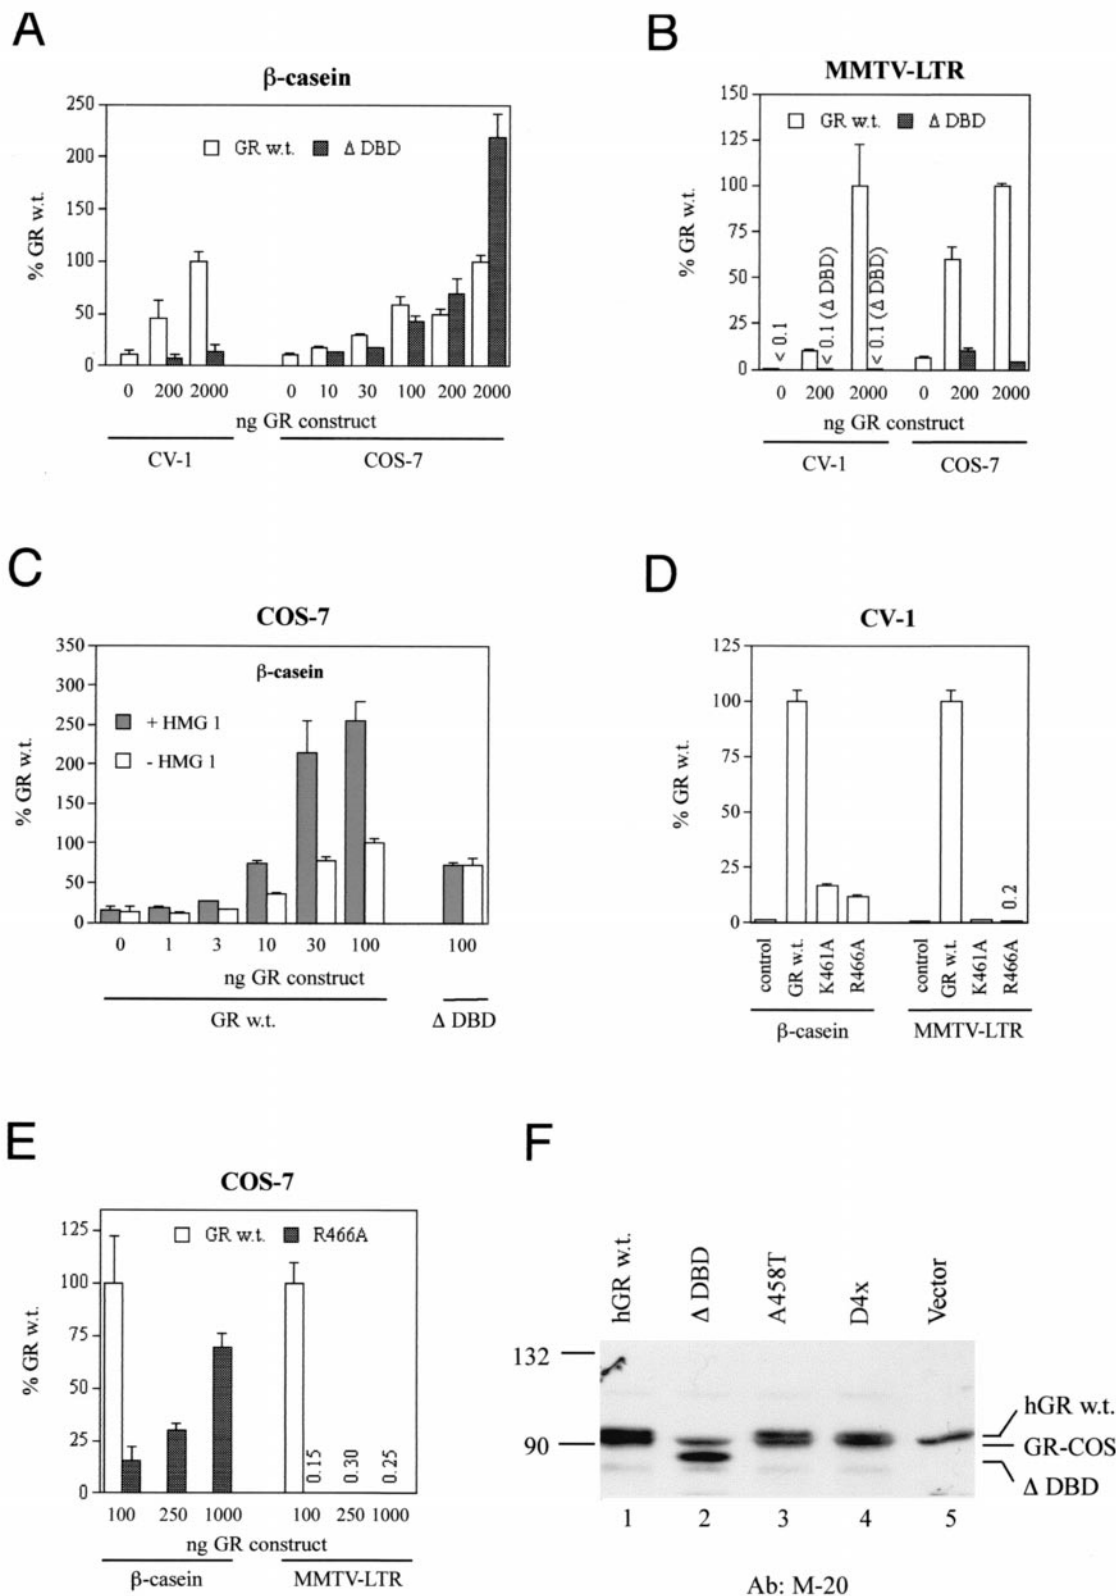 A
β-casein
250
200
150
100
50
0
% GR w.t.
GR w.t. Δ DBD
0 200 2000 0 10 30 100 200 2000
ng GR construct
CV-1 COS-7
B
MMTV-LTR
150
125
100
75
50
25
0
% GR w.t.
GR w.t. Δ DBD
< 0.1
< 0.1 (Δ DBD)
< 0.1 (Δ DBD)
0 200 2000 0 200 2000
ng GR construct
CV-1 COS-7
C
COS-7
β-casein
350
300
250
200
150
100
50
0
% GR w.t.
+ HMG 1
- HMG 1
0 1 3 10 30 100 100
ng GR construct
GR w.t. Δ DBD
D
CV-1
125
100
75
50
25
0
% GR w.t.
0.2
control
GR w.t.
K461A
R466A
control
GR w.t.
K461A
R466A
β-casein MMTV-LTR
E
COS-7
125
100
75
50
25
0
% GR w.t.
GR w.t. R466A
0.15
0.30
0.25
100 250 1000 100 250 1000
ng GR construct
β-casein MMTV-LTR
F
hGR w.t.
Δ DBD
A458T
D4x
Vector
132
90
hGR w.t.
GR-COS
Δ DBD
1 2 3 4 5
Ab: M-20